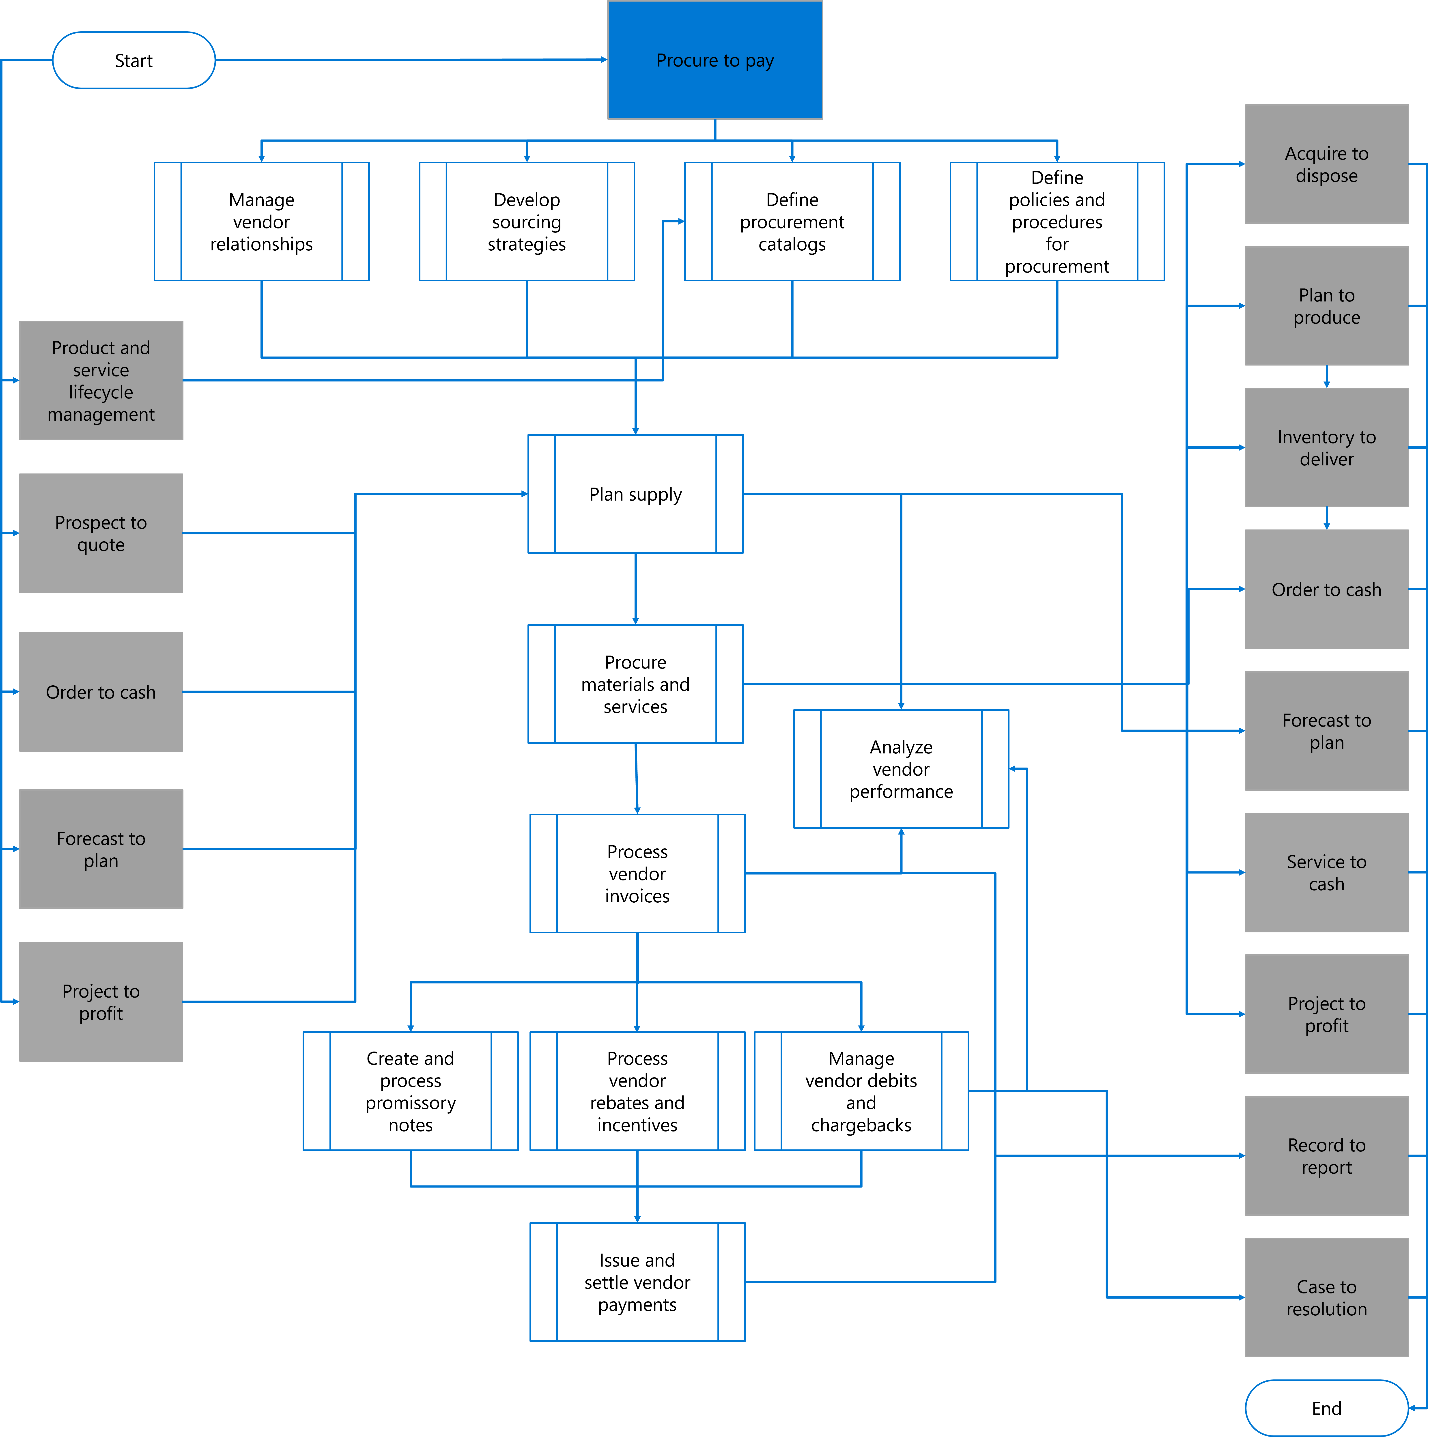 Start
Procure to pay
Manage
vendor
relationships
Develop
sourcing
strategies
Define
procurement
catalogs
Define
policies and
procedures
for
procurement
Product and
service
lifecycle
management
Prospect to
quote
Order to cash
Forecast to
plan
Project to
profit
Plan supply
Procure
materials and
services
Analyze
vendor
performance
Process
vendor
invoices
Create and
process
promissory
notes
Process
vendor
rebates and
incentives
Manage
vendor debits
and
chargebacks
Issue and
settle vendor
payments
Acquire to
dispose
Plan to
produce
Inventory to
deliver
Order to cash
Forecast to
plan
Service to
cash
Project to
profit
Record to
report
Case to
resolution
End